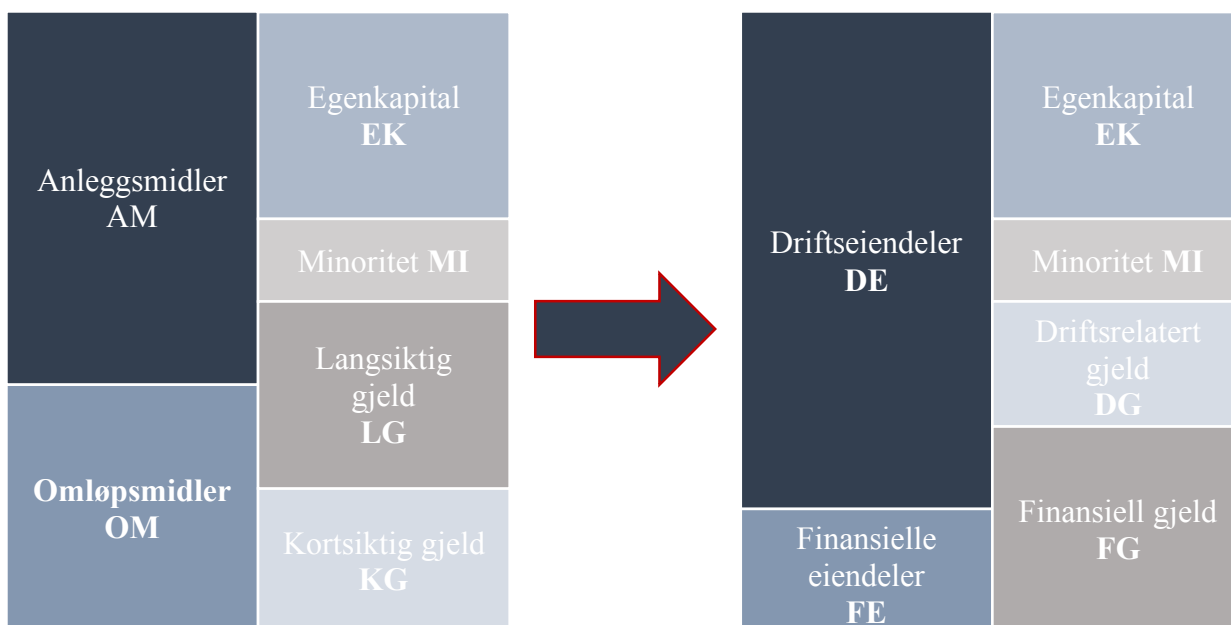 Anleggsmidler
AM
Omløpsmidler
OM
Egenkapital
EK
Minoritet MI
Langsiktig
gjeld
LG
Kortsiktig gjeld
KG
Driftseiendeler
DE
Finansielle
eiendeler
FE
Egenkapital
EK
Minoritet MI
Driftsrelatert
gjeld
DG
Finansiell gjeld
FG